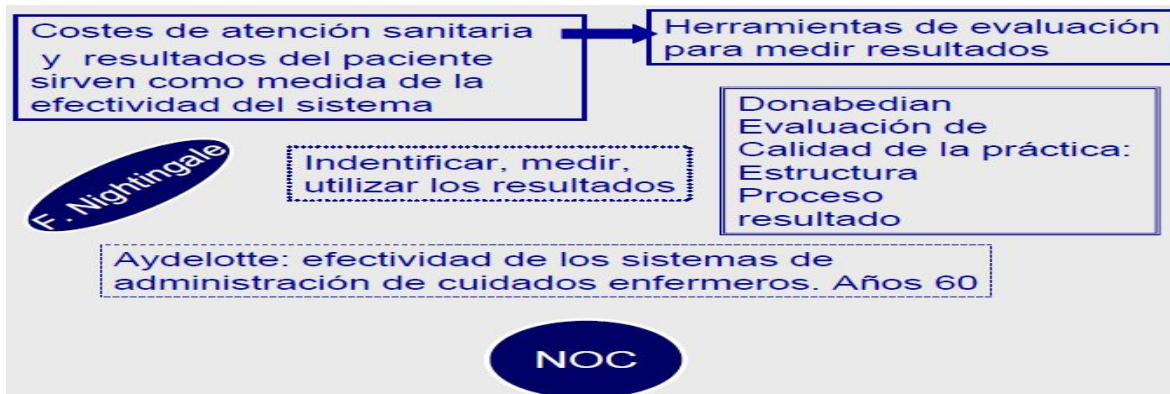 Costes de atención sanitaria
y resultados del paciente
sirven como medida de la
efectividad del sistema
Herramientas de evaluación
para medir resultados
Donabedian
Evaluación de
Calidad de la práctica:
Estructura
Proceso
resultado
F. Nightingale
Indentificar, medir,
utilizar los resultados
Aydelotte: efectividad de los sistemas de
administración de cuidados enfermeros. Años 60
NOC